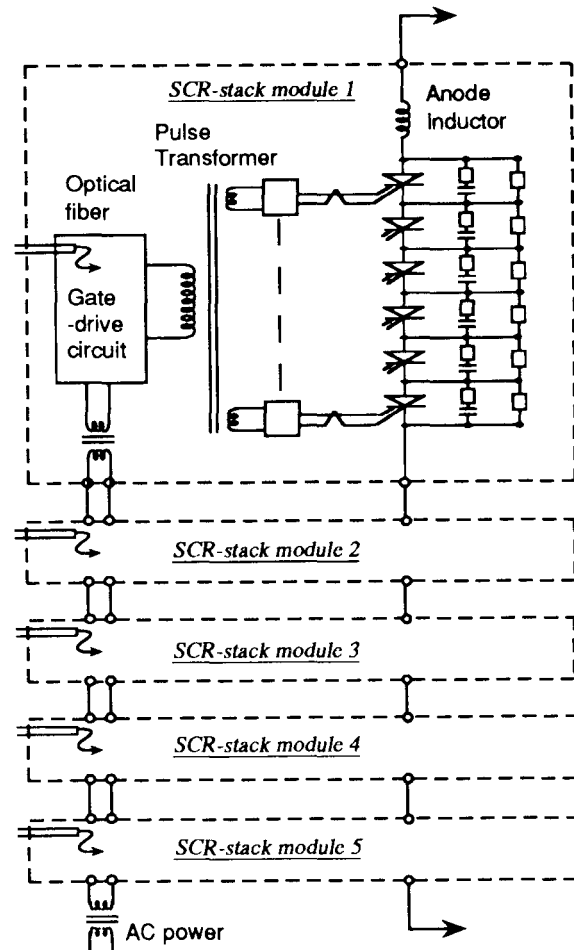 SCR-stack module 1
Anode
inductor
Pulse
Transformer
Optical
fiber
Gate
-drive
circuit
SCR-stack module 2
SCR-stack module 3
SCR-stack module 4
SCR-stack module 5
AC power